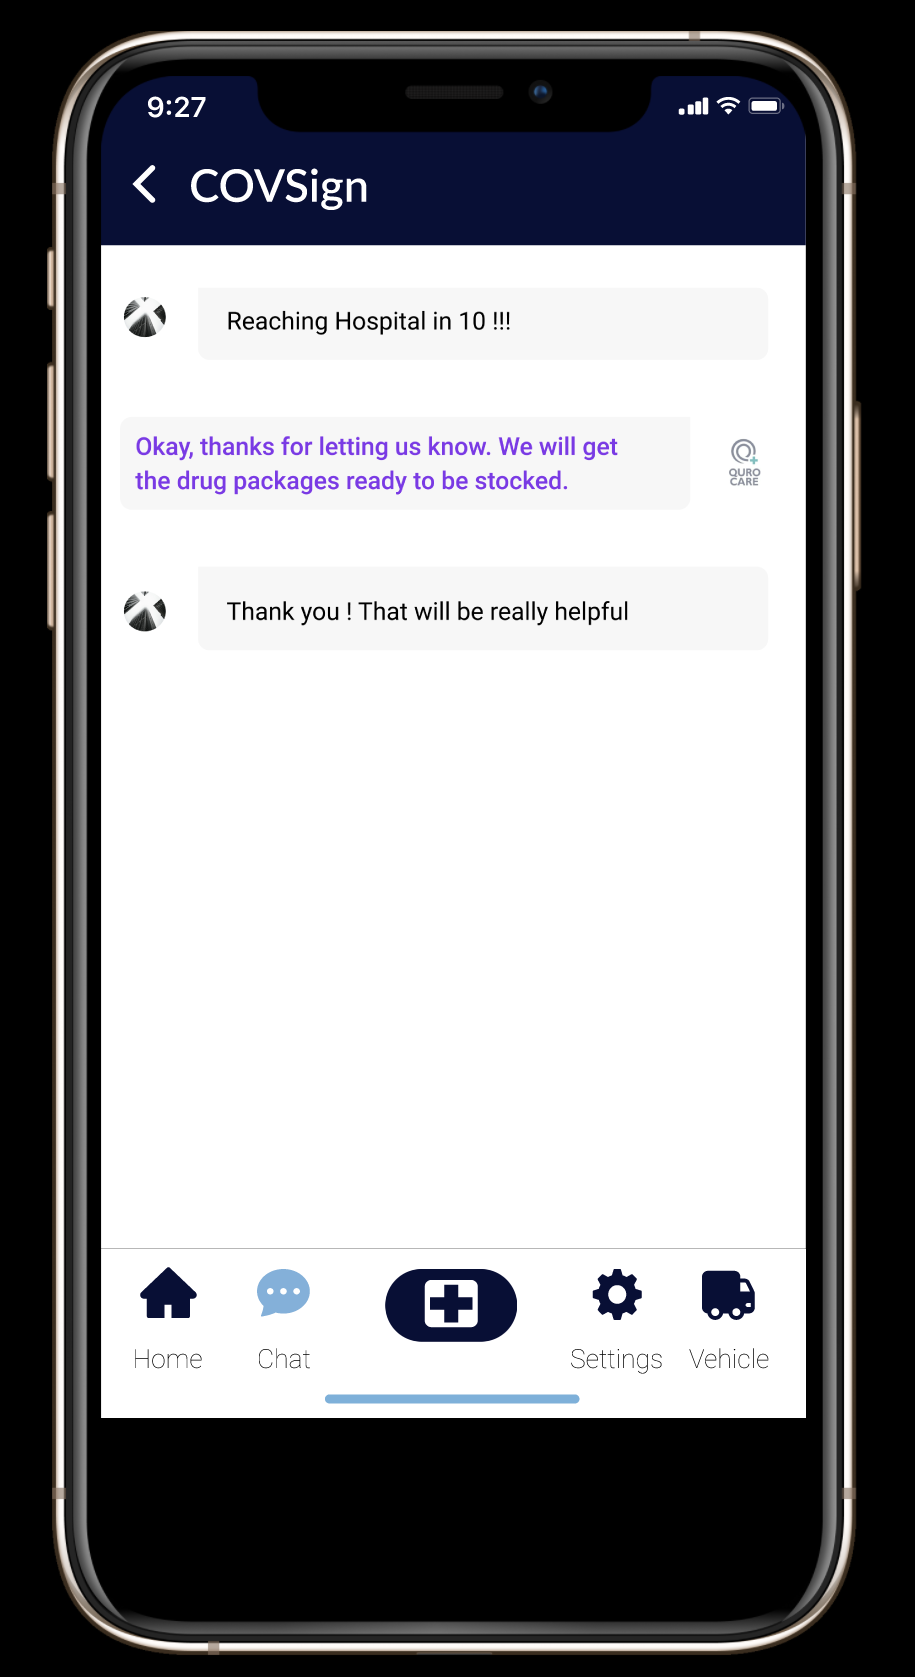 9:27
COVSign
Reaching Hospital in 10 !!!
Okay, thanks for letting us know. We will get
the drug packages ready to be stocked.
QURO
CARE
Thank you ! That will be really helpful
Home
Chat
Settings
Vehicle